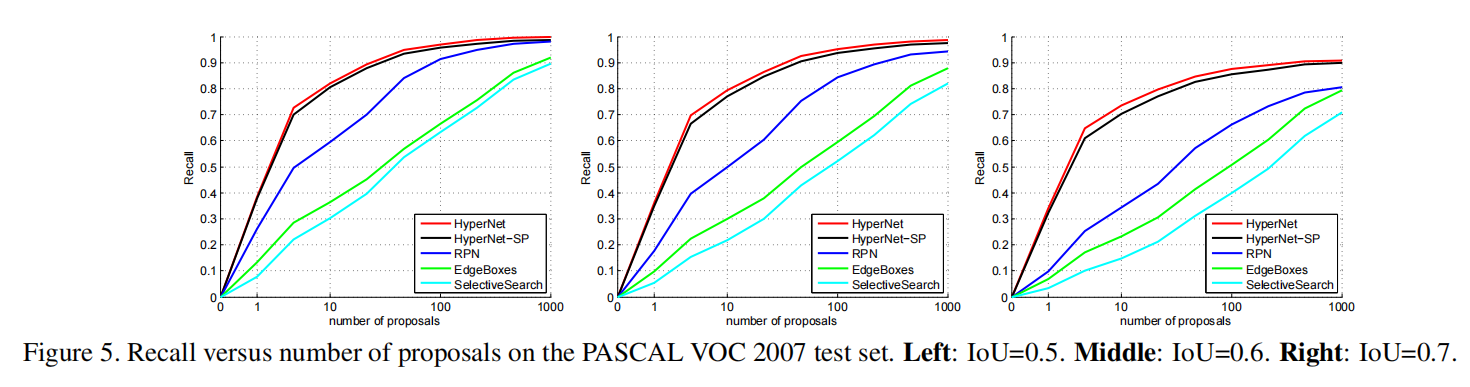 1
0.9
0.8
0.7
0.6
0.5
0.4
0.3
0.2
0.1
0
Recall
HyperNet
HyperNet−SP
RPN
EdgeBoxes
SelectiveSearch
0 1 10 100 1000
number of proposals
1
0.9
0.8
0.7
0.6
0.5
0.4
0.3
0.2
0.1
0
Recall
HyperNet
HyperNet−SP
RPN
EdgeBoxes
SelectiveSearch
0 1 10 100 1000
number of proposals
1
0.9
0.8
0.7
0.6
0.5
0.4
0.3
0.2
0.1
0
Recall
HyperNet
HyperNet−SP
RPN
EdgeBoxes
SelectiveSearch
0 1 10 100 1000
number of proposals
Figure 5. Recall versus number of proposals on the PASCAL VOC 2007 test set. Left: IoU=0.5. Middle: IoU=0.6. Right: IoU=0.7.